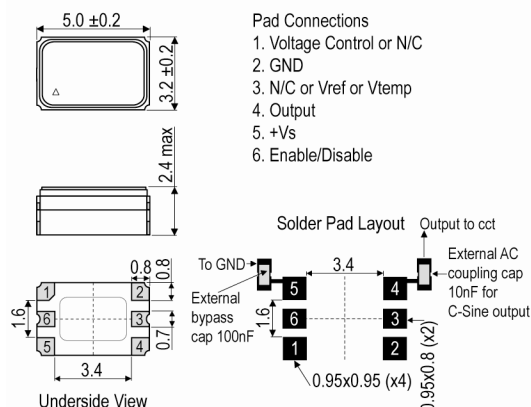 5.0 ±0.2
3.2 ±0.2
2.4 max
Pad Connections
1. Voltage Control or N/C
2. GND
3. N/C or Vref or Vtemp
4. Output
5. +Vs
6. Enable/Disable
0.8
0.8
1
2
6
3
5
4
1.6
0.7
3.4
Underside View
Solder Pad Layout
Output to cct
To GND
3.4
External AC
coupling cap
10nF for
C-Sine output
External
bypass
cap 100nF
5
4
6
3
1
2
1.6
0.95x0.95 (x4)
0.95x0.8 (x2)